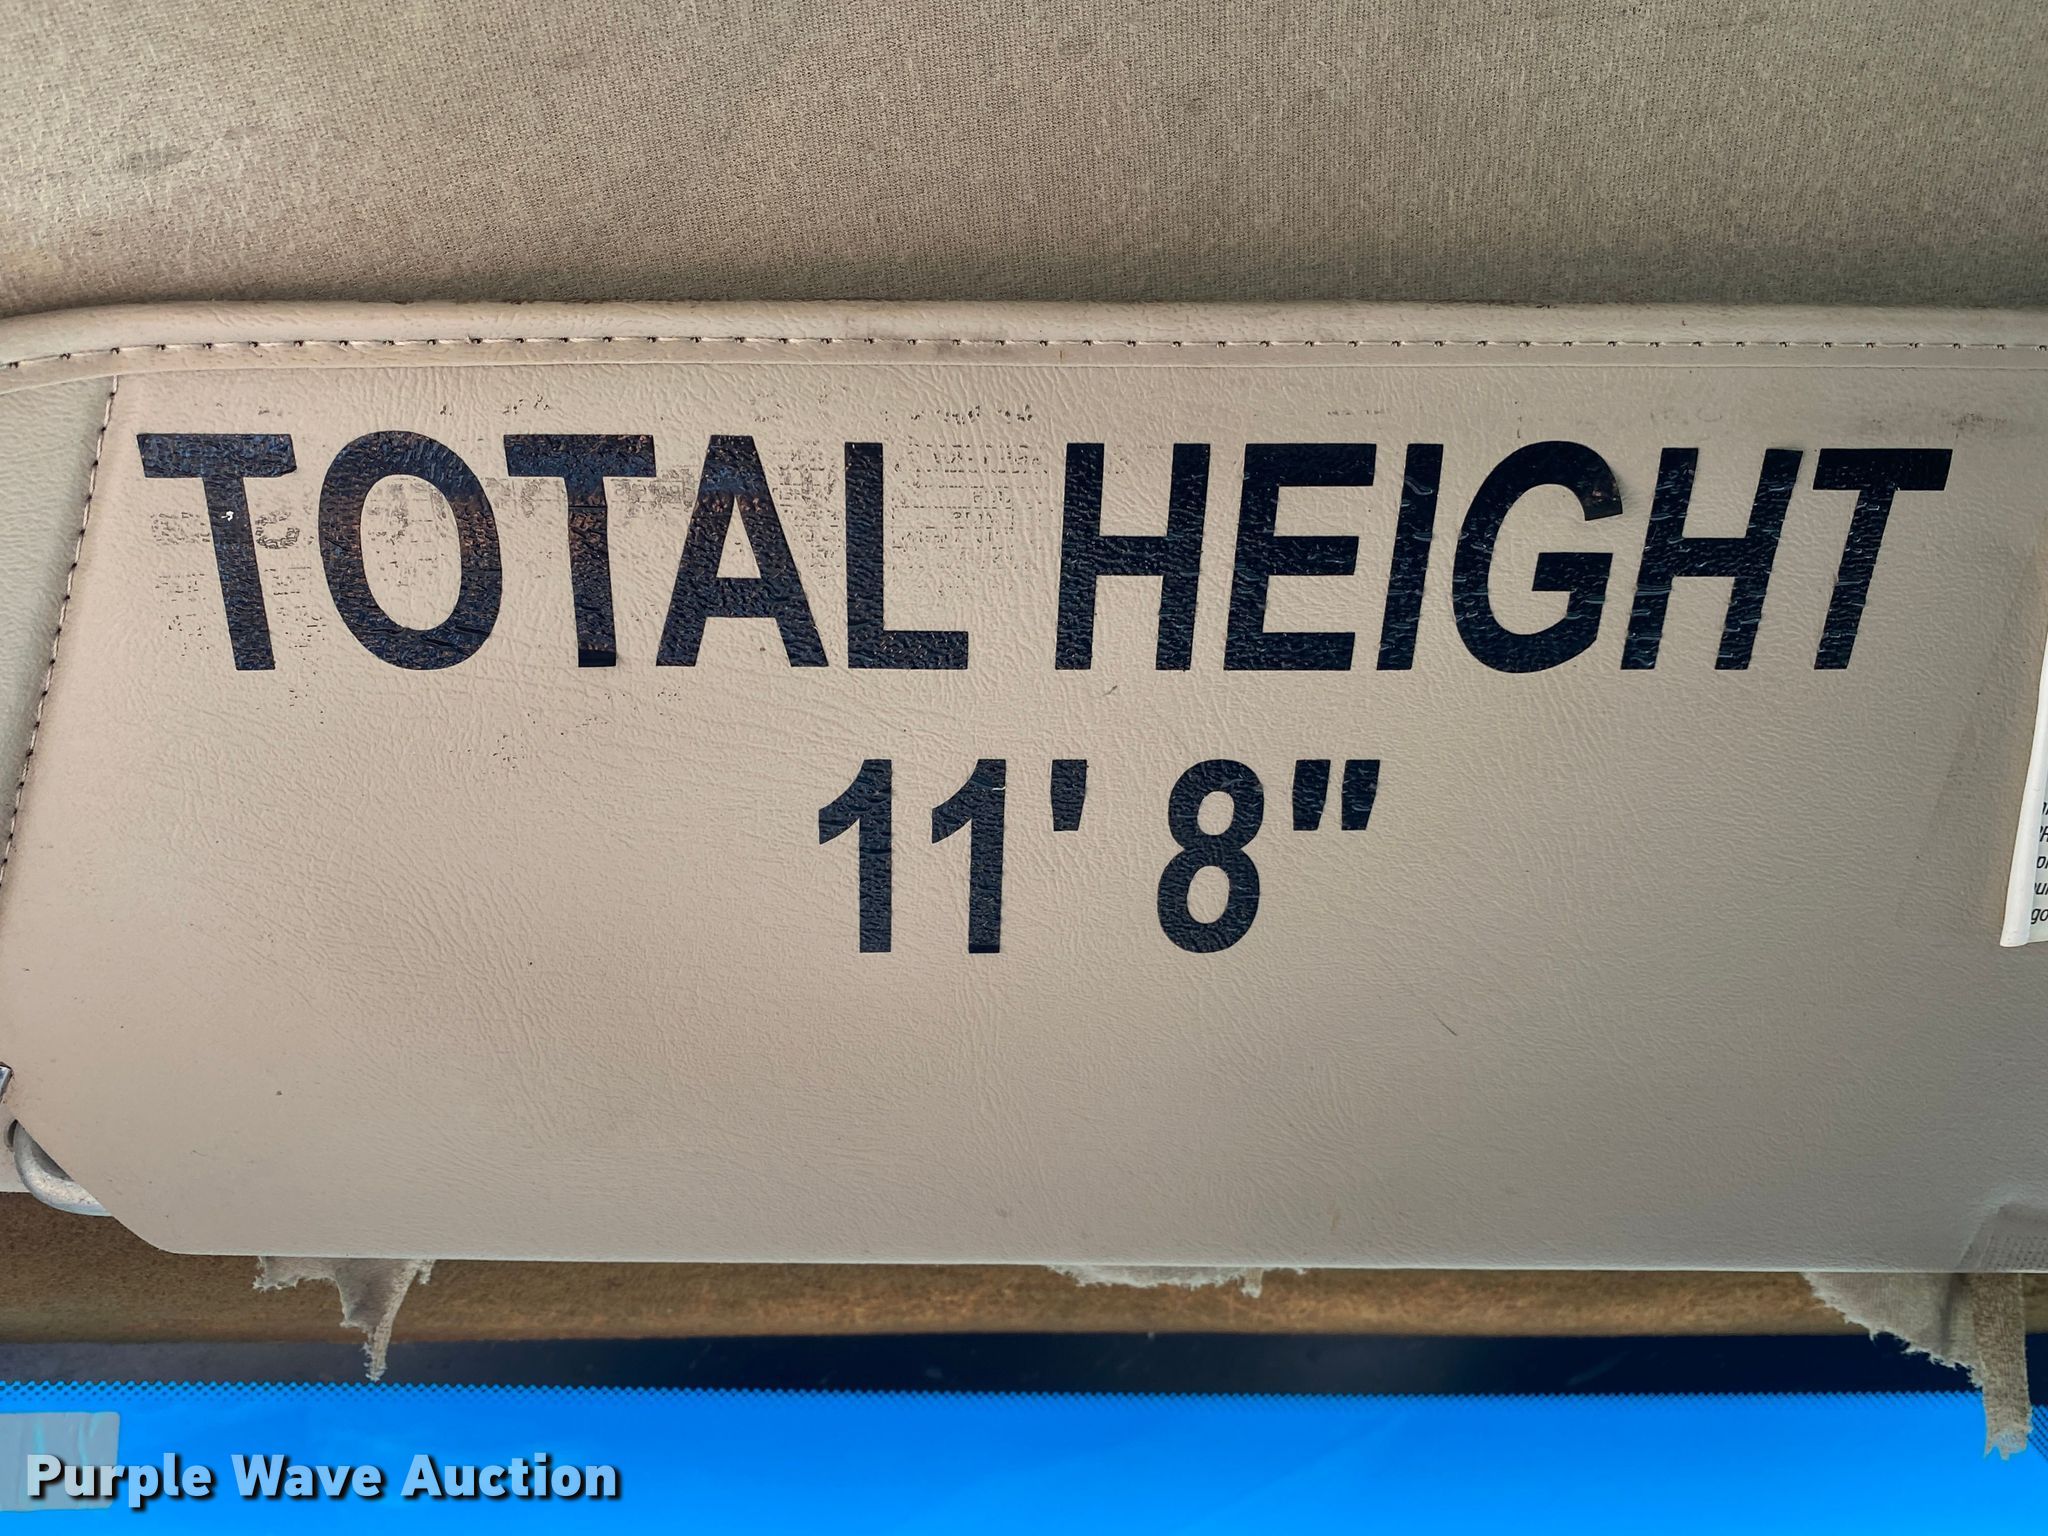 TOTAL HEIGHT
11' 8"
Purple Wave Auction